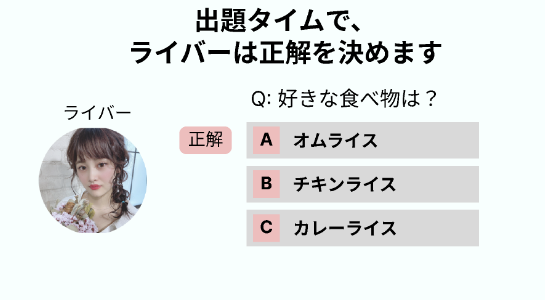 出題タイムで、
ライバーは正解を決めます
Q: 好きな食べ物は？
ライバー
正解
A オムライス
B チキンライス
C カレーライス